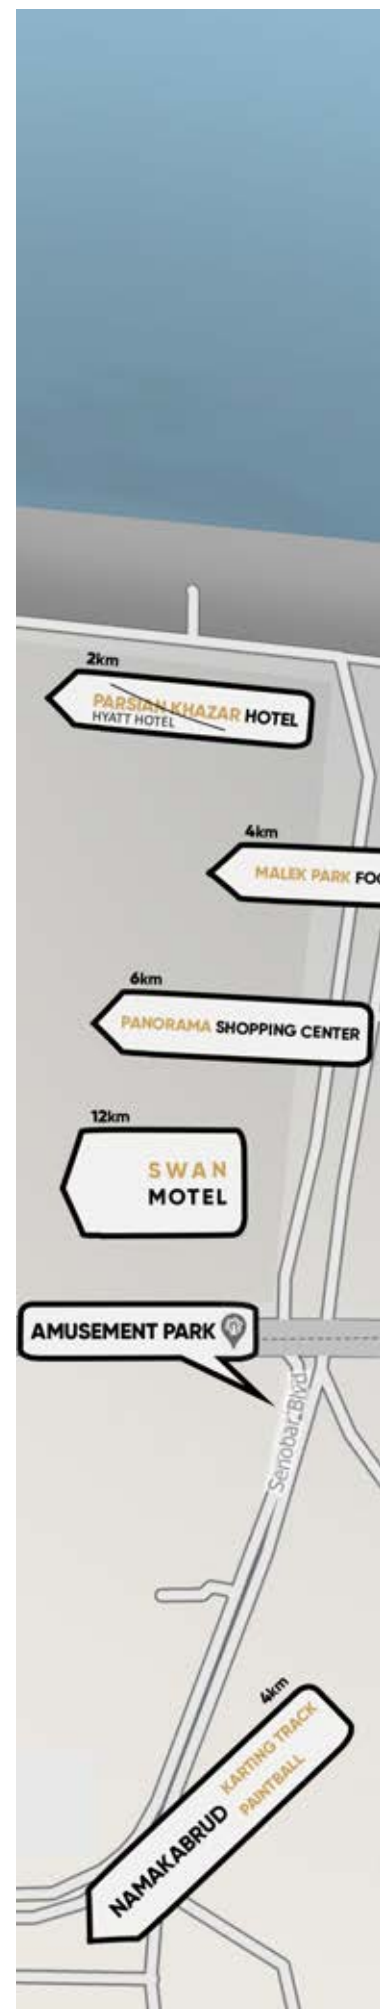 2km
PARSIAN KHAZAR HOTEL
HYATT HOTEL
4km
MALEK PARK
6km
PANORAMA SHOPPING CENTER
12km
SWAN
MOTEL
AMUSEMENT PARK
Senobar.Blvd
4km
KARTING TRACK
NAMAKABRUD
PAINTBALL